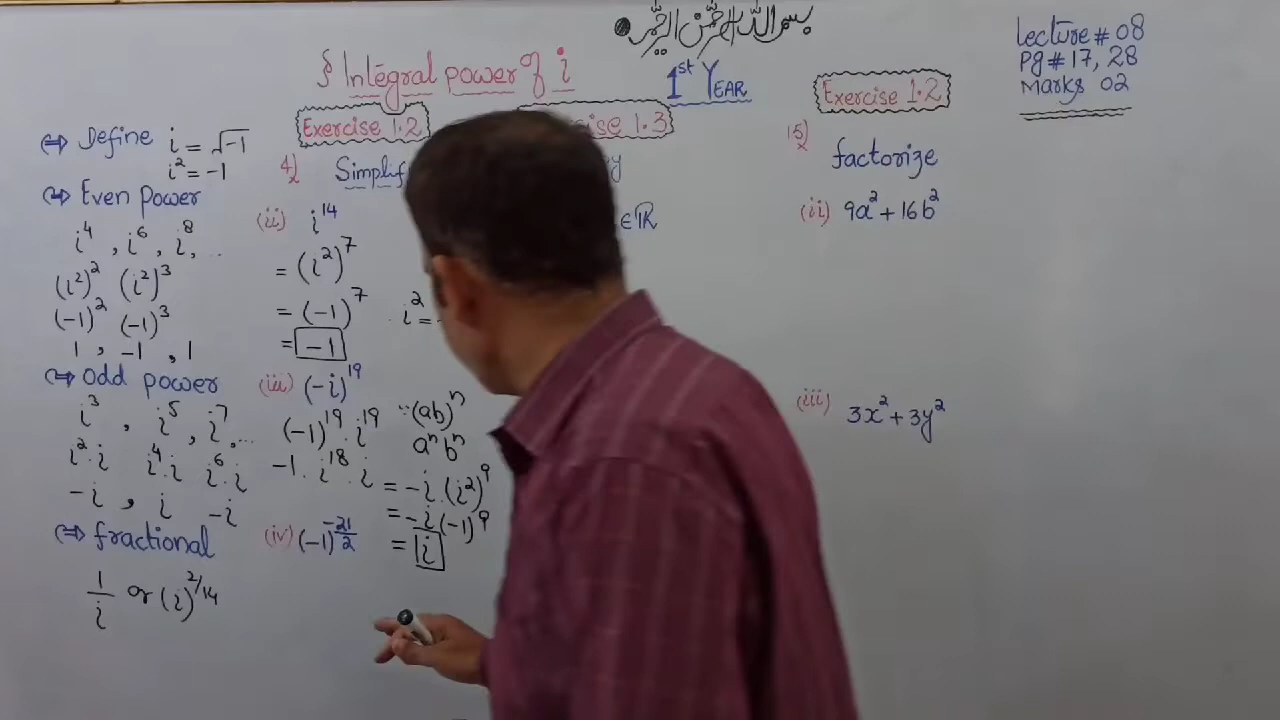 بسم اللہ الرحمٰن الرحیم
lecture # 08
Pg # 17, 28
Marks 02
§ Integral power of i
1st YEAR
Exercise 1.2
ise 1.3
Exercise 1.2
⇔ Define i = √-1
i² = -1
⇔ Even Power
i⁴ , i⁶ , i⁸, ...
(i²)² (i²)³
(-1)² (-1)³
1 , -1 , 1
⇔ Odd power
i³ , i⁵ , i⁷, ...
i².i i⁴.i i⁶.i
-i , i -i
⇔ fractional
1/i or (i)^2/14
4) Simplif
(ii) i¹⁴
= (i²)⁷
= (-1)⁷ i² =
= -1
(iii) (-i)¹⁹
(-1)¹⁹ . i¹⁹ ∵ (ab)ⁿ
aⁿ bⁿ
-1 . i¹⁸ . i
= -i . (i²)⁹
= -i (-1)⁹
= i
(iv) (-1)^-21/2
y
∈ ℝ
15) factorize
(ii) 9a² + 16b²
(iii) 3x² + 3y²